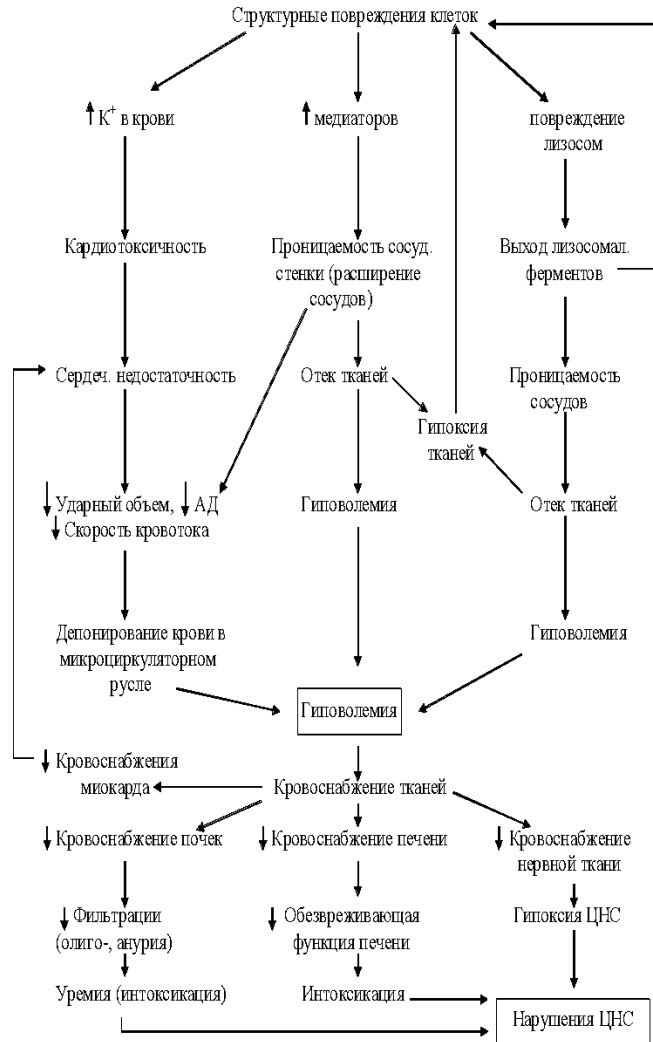 Структурные повреждения клеток
↑ К⁺ в крови
↑ медиаторов
повреждение
лизосом
Кардиотоксичность
Проницаемость сосуд.
стенки (расширение
сосудов)
Выход лизосомал.
ферментов
Сердеч. недостаточность
Отек тканей
Проницаемость
сосудов
Гипоксия
тканей
↓ Ударный объем, ↓ АД
↓ Скорость кровотока
Гиповолемия
Отек тканей
Депонирование крови в
микроциркуляторном
русле
Гиповолемия
Гиповолемия
↓ Кровоснабжения
миокарда
Кровоснабжение тканей
↓ Кровоснабжение почек
↓ Кровоснабжение печени
↓ Кровоснабжение
нервной ткани
↓ Фильтрации
(олиго-, анурия)
↓ Обезвреживающая
функция печени
Гипоксия ЦНС
Уремия (интоксикация)
Интоксикация
Нарушения ЦНС